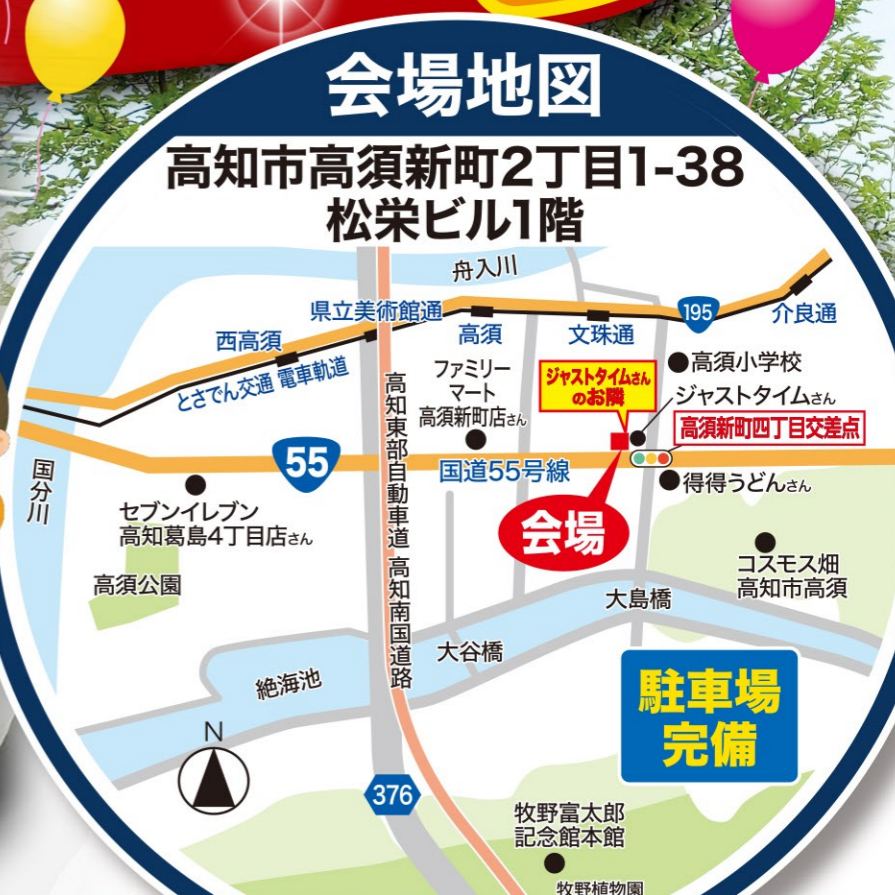 会場地図
高知市高須新町2丁目1-38
松栄ビル1階
舟入川
195
県立美術館通
介良通
西高須
高須
文珠通
とさでん交通 電車軌道
高須小学校
ファミリー
マート
高須新町店さん
ジャストタイムさん
のお隣
ジャストタイムさん
高須新町四丁目交差点
高知東部自動車道 高知南国道路
国分川
55
国道55号線
得得うどんさん
セブンイレブン
高知葛島4丁目店さん
会場
コスモス畑
高知市高須
高須公園
大島橋
大谷橋
絶海池
駐車場
完備
N
376
牧野富太郎
記念館本館
牧野植物園